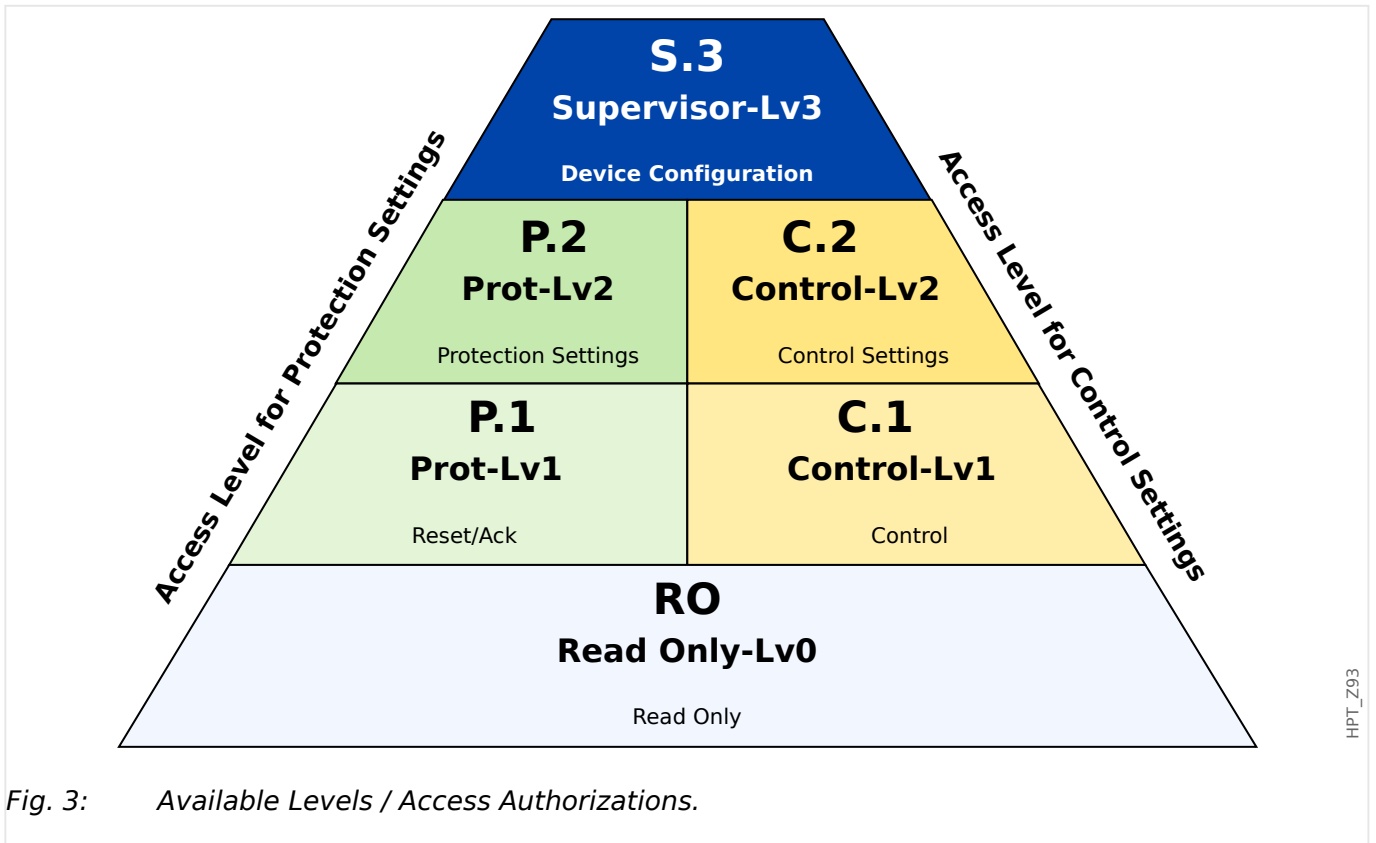 S.3
Supervisor-Lv3
Device Configuration
Access Level for Protection Settings
Access Level for Control Settings
P.2
Prot-Lv2
Protection Settings
C.2
Control-Lv2
Control Settings
P.1
Prot-Lv1
Reset/Ack
C.1
Control-Lv1
Control
RO
Read Only-Lv0
Read Only
HPT_Z93
Fig. 3: Available Levels / Access Authorizations.